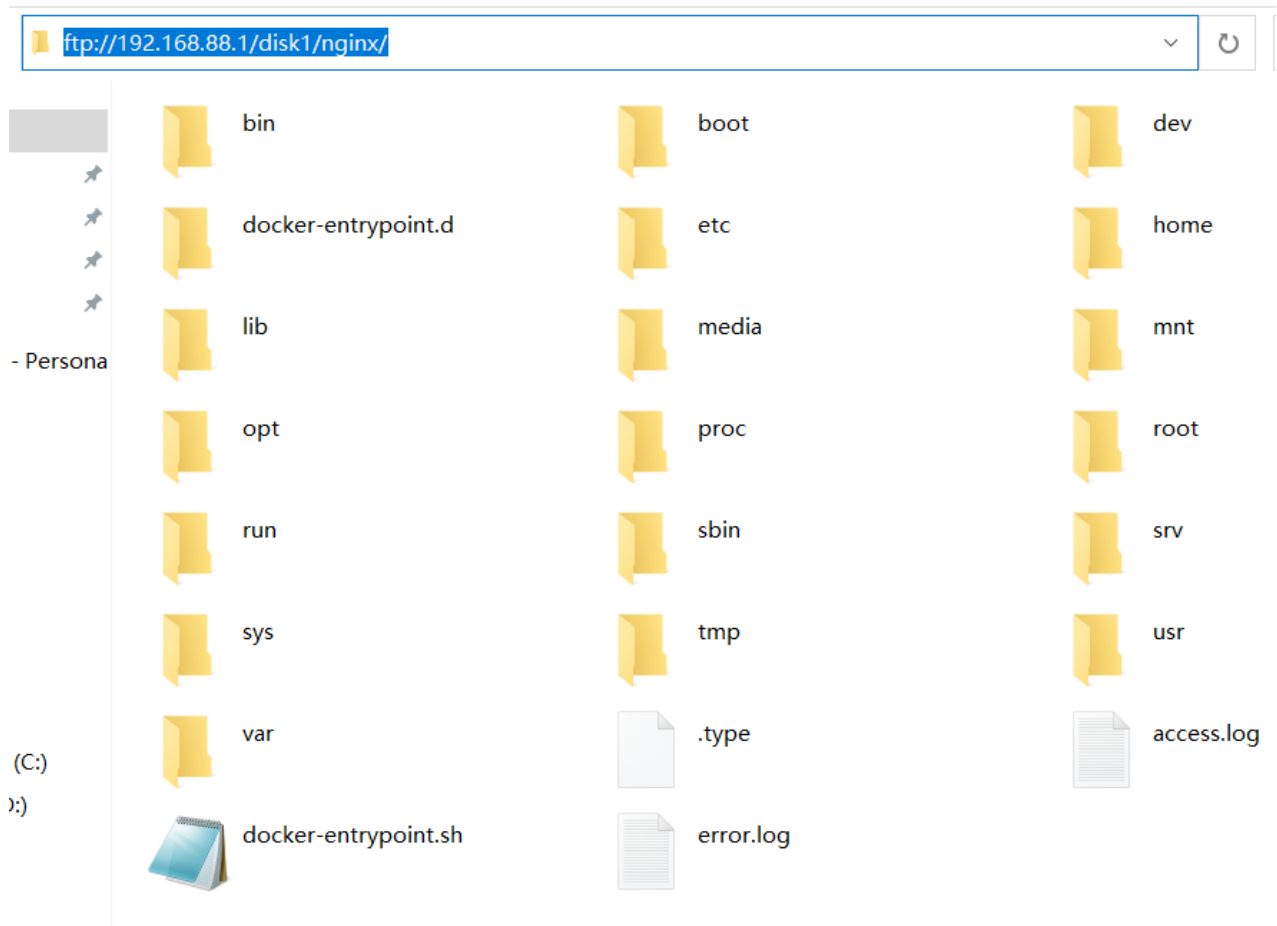 ftp://192.168.88.1/disk1/nginx/
bin
boot
dev
docker-entrypoint.d
etc
home
lib
media
mnt
- Persona
opt
proc
root
run
sbin
srv
sys
tmp
usr
var
.type
access.log
(C:)
):)
docker-entrypoint.sh
error.log